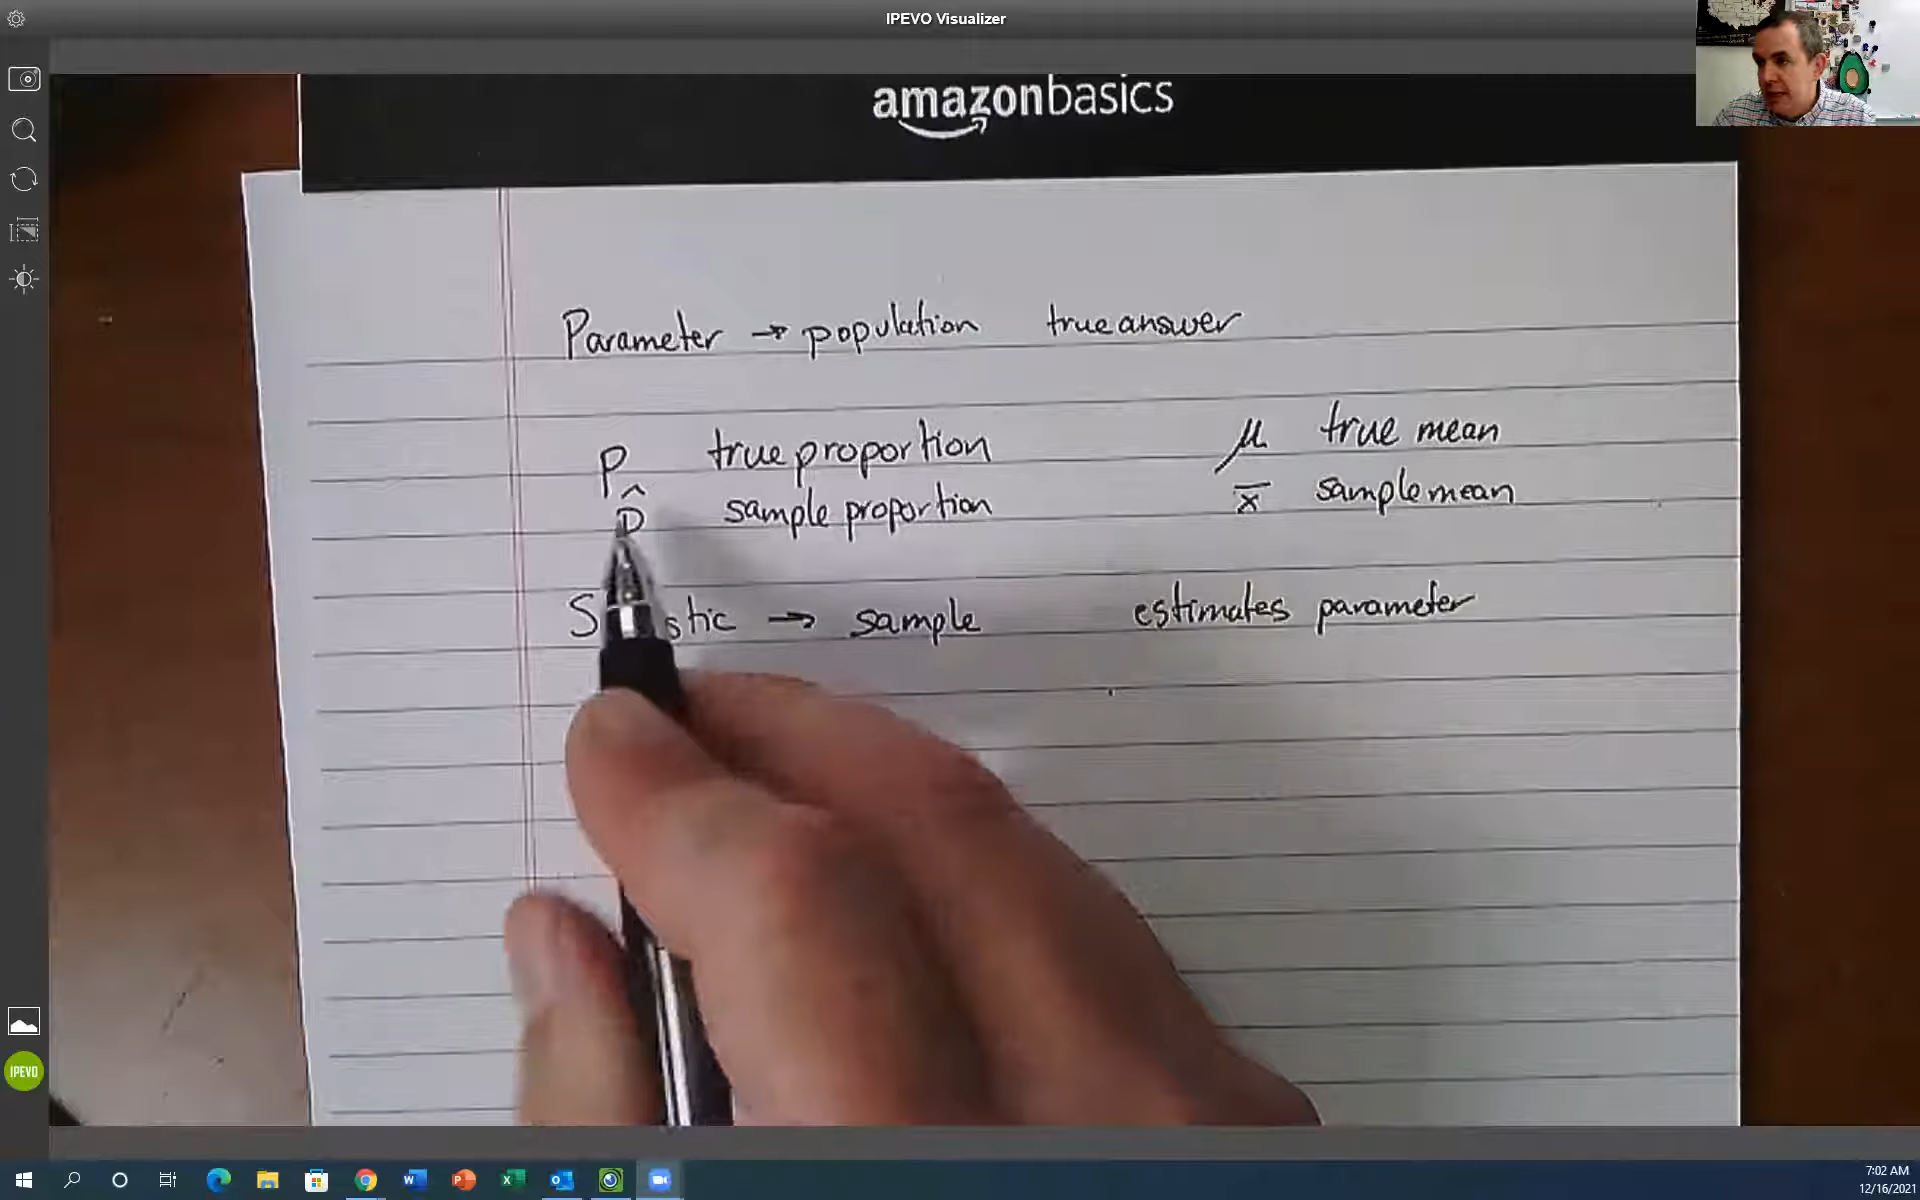 IPEVO Visualizer
amazonbasics
Parameter → population true answer
P true proportion μ true mean
p̂ sample proportion x̄ sample mean
→ sample estimates parameter
IPEVO
7:02 AM
12/16/2021